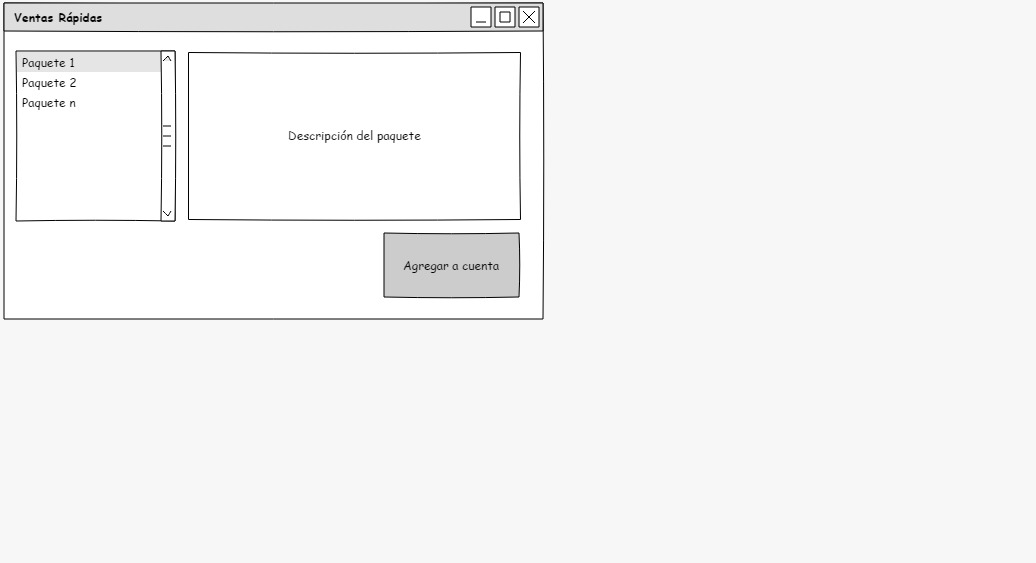 Ventas Rápidas
Paquete 1
Paquete 2
Paquete n
Descripción del paquete
Agregar a cuenta